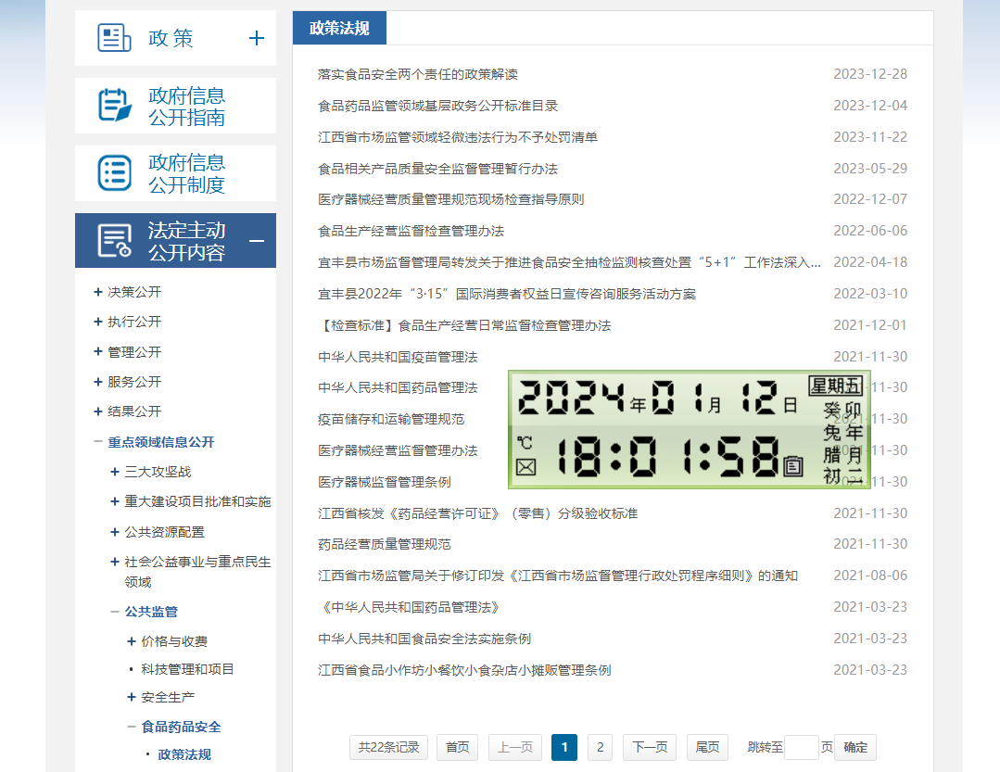 政 策
政府信息
公开指南
政府信息
公开制度
法定主动
公开内容
决策公开
执行公开
管理公开
服务公开
结果公开
重点领域信息公开
三大攻坚战
重大建设项目批准和实施
公共资源配置
社会公益事业与重点民生
领域
公共监管
价格与收费
科技管理和项目
安全生产
食品药品安全
政策法规
政策法规
落实食品安全两个责任的政策解读 2023-12-28
食品药品监管领域基层政务公开标准目录 2023-12-04
江西省市场监管领域轻微违法行为不予处罚清单 2023-11-22
食品相关产品质量安全监督管理暂行办法 2023-05-29
医疗器械经营质量管理规范现场检查指导原则 2022-12-07
食品生产经营监督检查管理办法 2022-06-06
宜丰县市场监督管理局转发关于推进食品安全抽检监测核查处置“5+1”工作法深入... 2022-04-18
宜丰县2022年“3·15”国际消费者权益日宣传咨询服务活动方案 2022-03-10
【检查标准】食品生产经营日常监督检查管理办法 2021-12-01
中华人民共和国疫苗管理法 2021-11-30
中华人民共和国药品管理法 11-30
疫苗储存和运输管理规范 11-30
医疗器械经营监督管理办法 11-30
医疗器械监督管理条例 11-30
江西省核发《药品经营许可证》（零售）分级验收标准 2021-11-30
药品经营质量管理规范 2021-11-30
江西省市场监管局关于修订印发《江西省市场监督管理行政处罚程序细则》的通知 2021-08-06
《中华人民共和国药品管理法》 2021-03-23
中华人民共和国食品安全法实施条例 2021-03-23
江西省食品小作坊小餐饮小食杂店小摊贩管理条例 2021-03-23
2024年01月12日 星期五
癸卯
兔年
腊月
初二
℃
18:01:58
共22条记录 首页 上一页 1 2 下一页 尾页 跳转至 页 确定